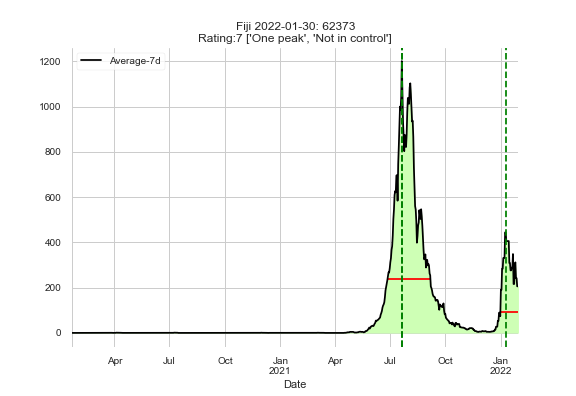 Fiji 2022-01-30: 62373
Rating:7 ['One peak', 'Not in control']
Average-7d
1200
1000
800
600
400
200
0
Apr Jul Oct Jan Apr Jul Oct Jan
2021 2022
Date